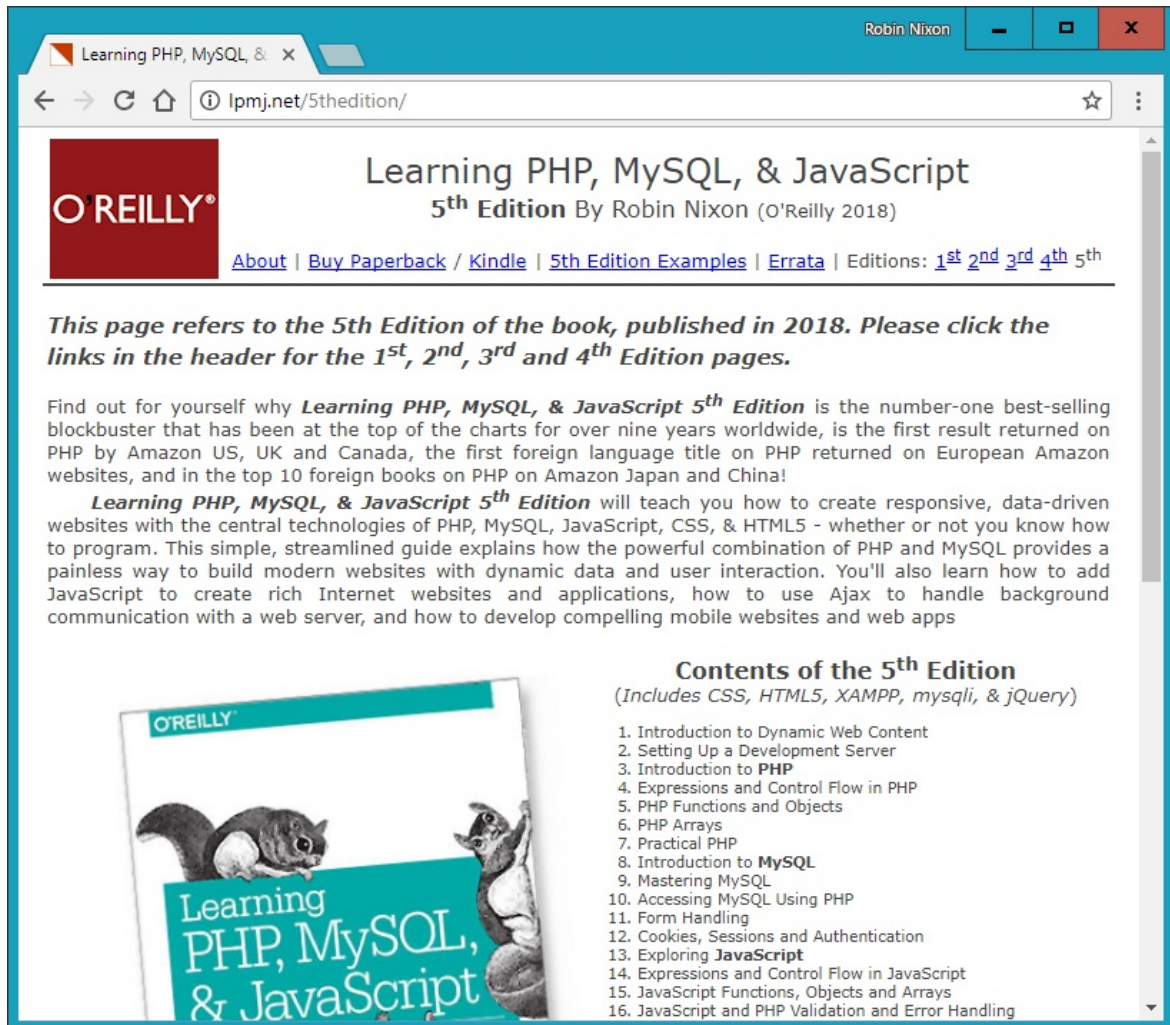 Robin Nixon
Learning PHP, MySQL, &
lpmj.net/5thedition/
O'REILLY®
Learning PHP, MySQL, & JavaScript
5th Edition By Robin Nixon (O'Reilly 2018)
About | Buy Paperback / Kindle | 5th Edition Examples | Errata | Editions: 1st 2nd 3rd 4th 5th
This page refers to the 5th Edition of the book, published in 2018. Please click the
links in the header for the 1st, 2nd, 3rd and 4th Edition pages.
Find out for yourself why Learning PHP, MySQL, & JavaScript 5th Edition is the number-one best-selling
blockbuster that has been at the top of the charts for over nine years worldwide, is the first result returned on
PHP by Amazon US, UK and Canada, the first foreign language title on PHP returned on European Amazon
websites, and in the top 10 foreign books on PHP on Amazon Japan and China!
Learning PHP, MySQL, & JavaScript 5th Edition will teach you how to create responsive, data-driven
websites with the central technologies of PHP, MySQL, JavaScript, CSS, & HTML5 - whether or not you know how
to program. This simple, streamlined guide explains how the powerful combination of PHP and MySQL provides a
painless way to build modern websites with dynamic data and user interaction. You'll also learn how to add
JavaScript to create rich Internet websites and applications, how to use Ajax to handle background
communication with a web server, and how to develop compelling mobile websites and web apps
O'REILLY®
Learning
PHP, MySQL,
& JavaScript
Contents of the 5th Edition
(Includes CSS, HTML5, XAMPP, mysqli, & jQuery)
1. Introduction to Dynamic Web Content
2. Setting Up a Development Server
3. Introduction to PHP
4. Expressions and Control Flow in PHP
5. PHP Functions and Objects
6. PHP Arrays
7. Practical PHP
8. Introduction to MySQL
9. Mastering MySQL
10. Accessing MySQL Using PHP
11. Form Handling
12. Cookies, Sessions and Authentication
13. Exploring JavaScript
14. Expressions and Control Flow in JavaScript
15. JavaScript Functions, Objects and Arrays
16. JavaScript and PHP Validation and Error Handling